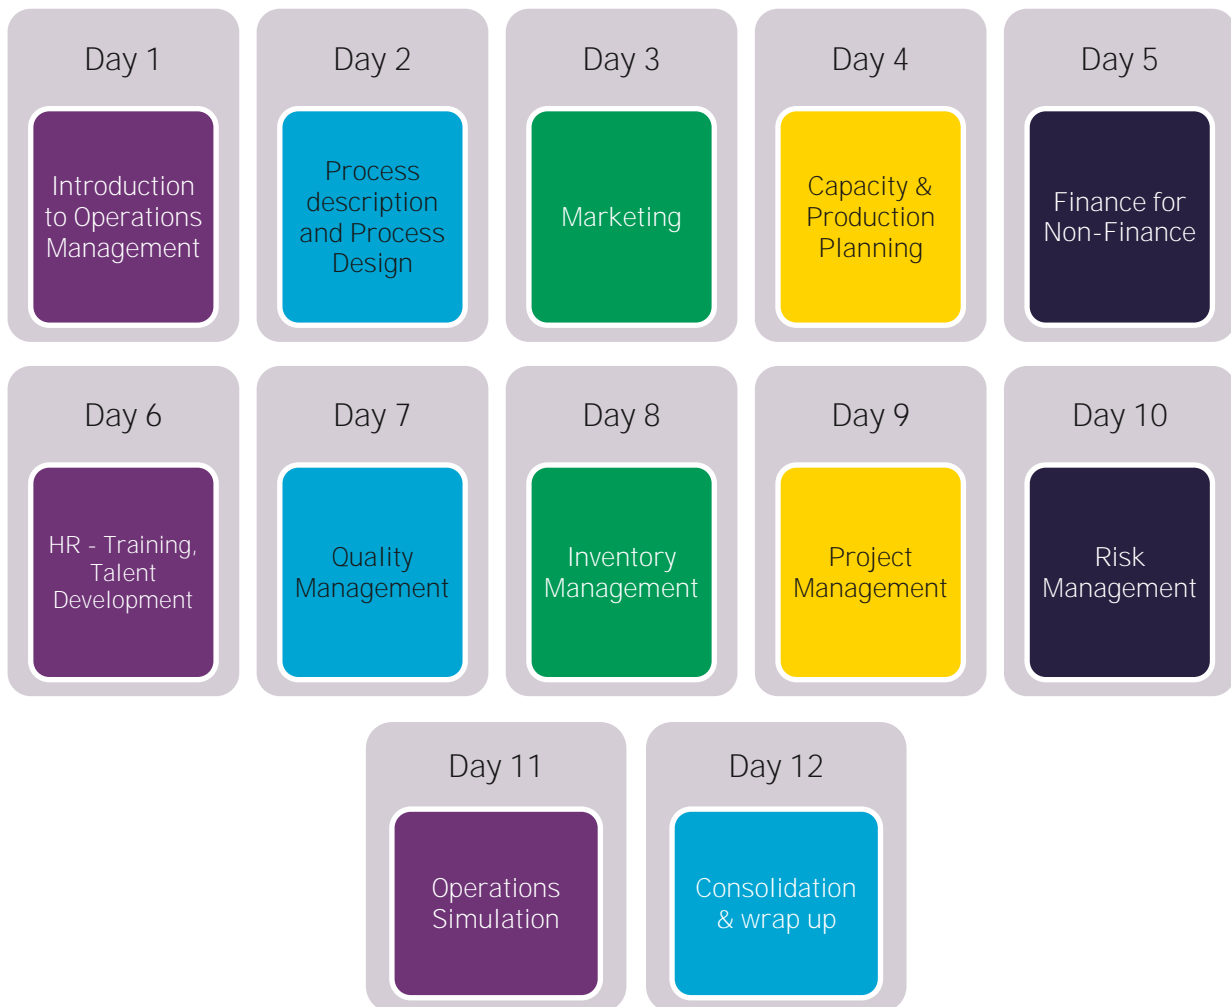 Day 1
Introduction
to Operations
Management
Day 2
Process
description
and Process
Design
Day 3
Marketing
Day 4
Capacity &
Production
Planning
Day 5
Finance for
Non-Finance
Day 6
HR - Training,
Talent
Development
Day 7
Quality
Management
Day 8
Inventory
Management
Day 9
Project
Management
Day 10
Risk
Management
Day 11
Operations
Simulation
Day 12
Consolidation
& wrap up